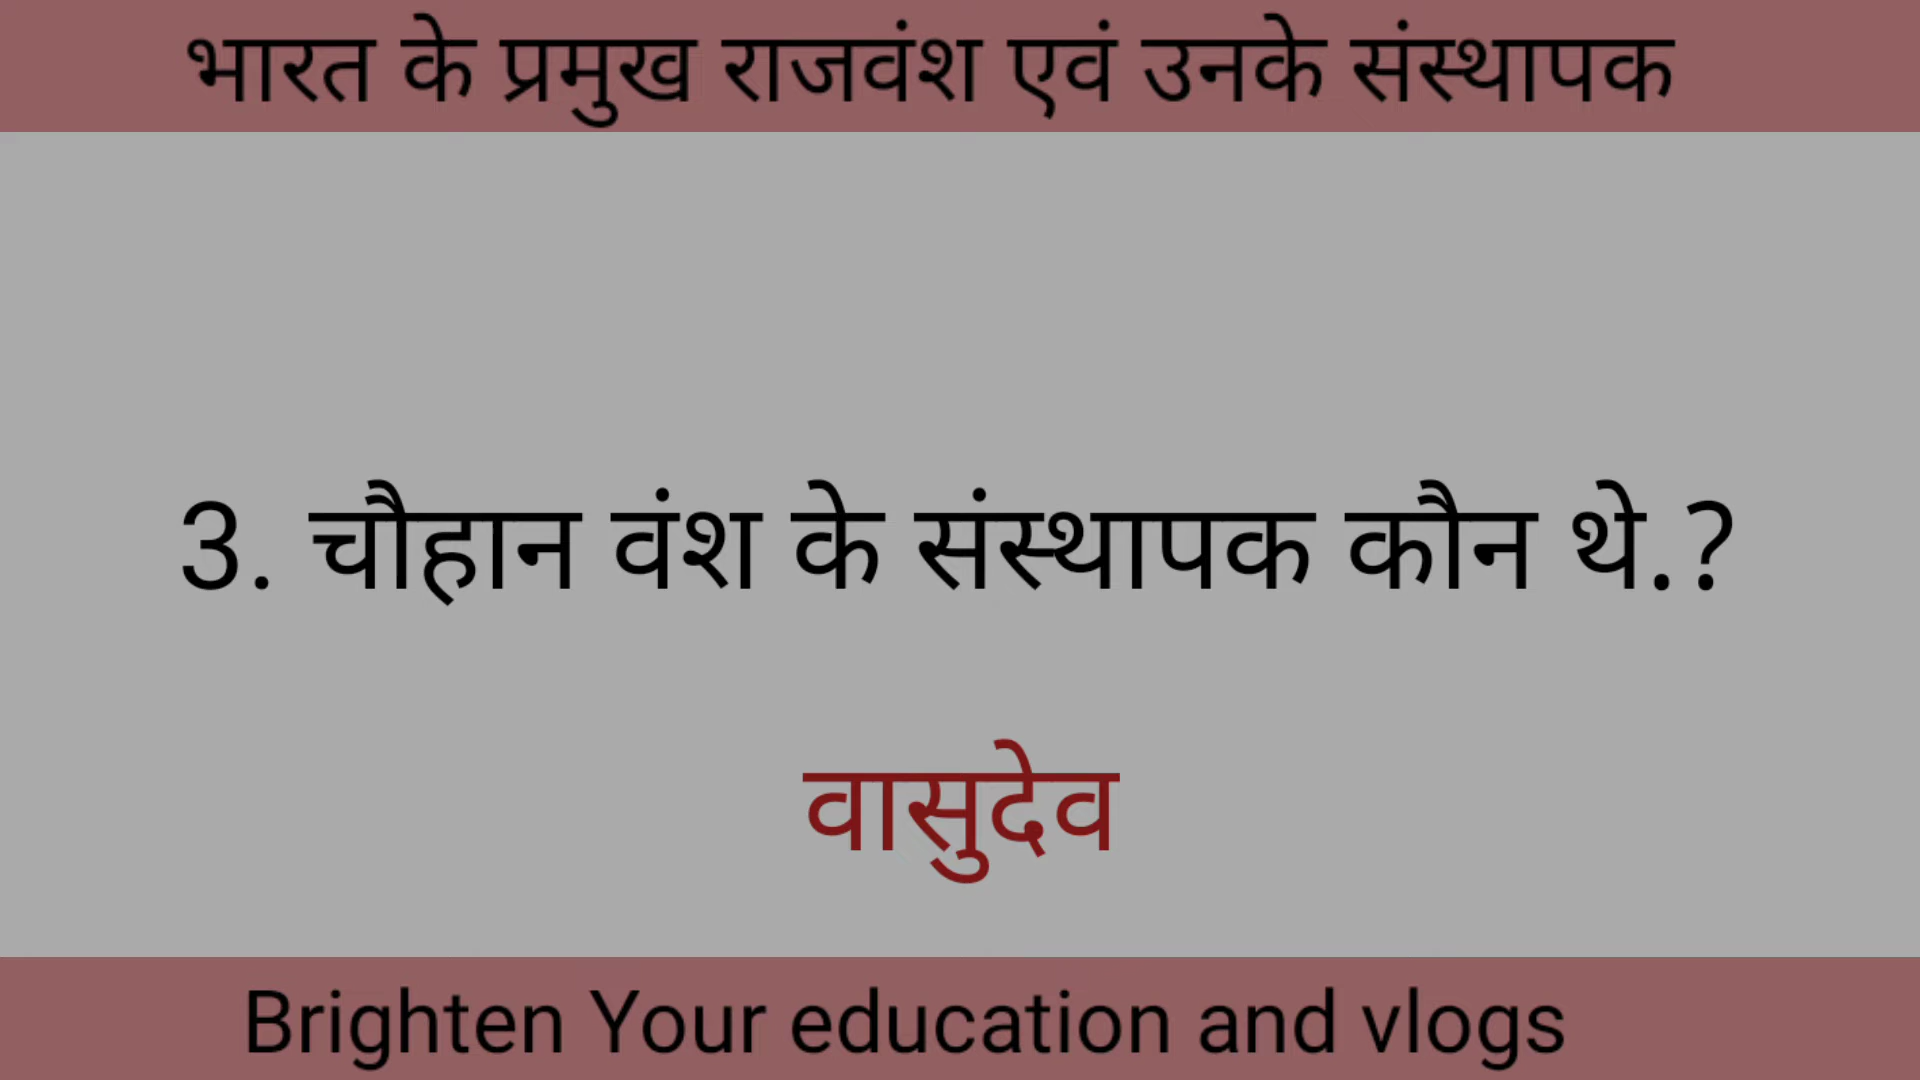 भारत के प्रमुख राजवंश एवं उनके संस्थापक
3. चौहान वंश के संस्थापक कौन थे.?
वासुदेव
Brighten Your education and vlogs